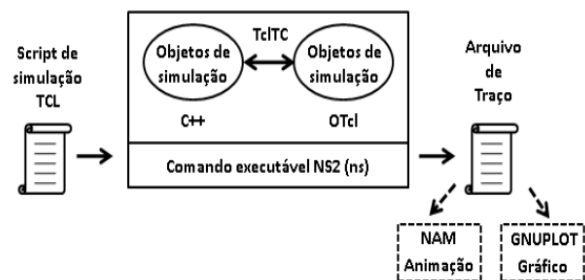 Script de
simulação
TCL
TclTC
Objetos de
simulação
Objetos de
simulação
C++
OTcl
Comando executável NS2 (ns)
Arquivo
de
Traço
NAM
Animação
GNUPLOT
Gráfico